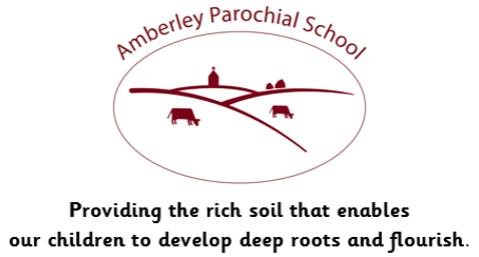 Amberley Parochial School
Providing the rich soil that enables
our children to develop deep roots and flourish.